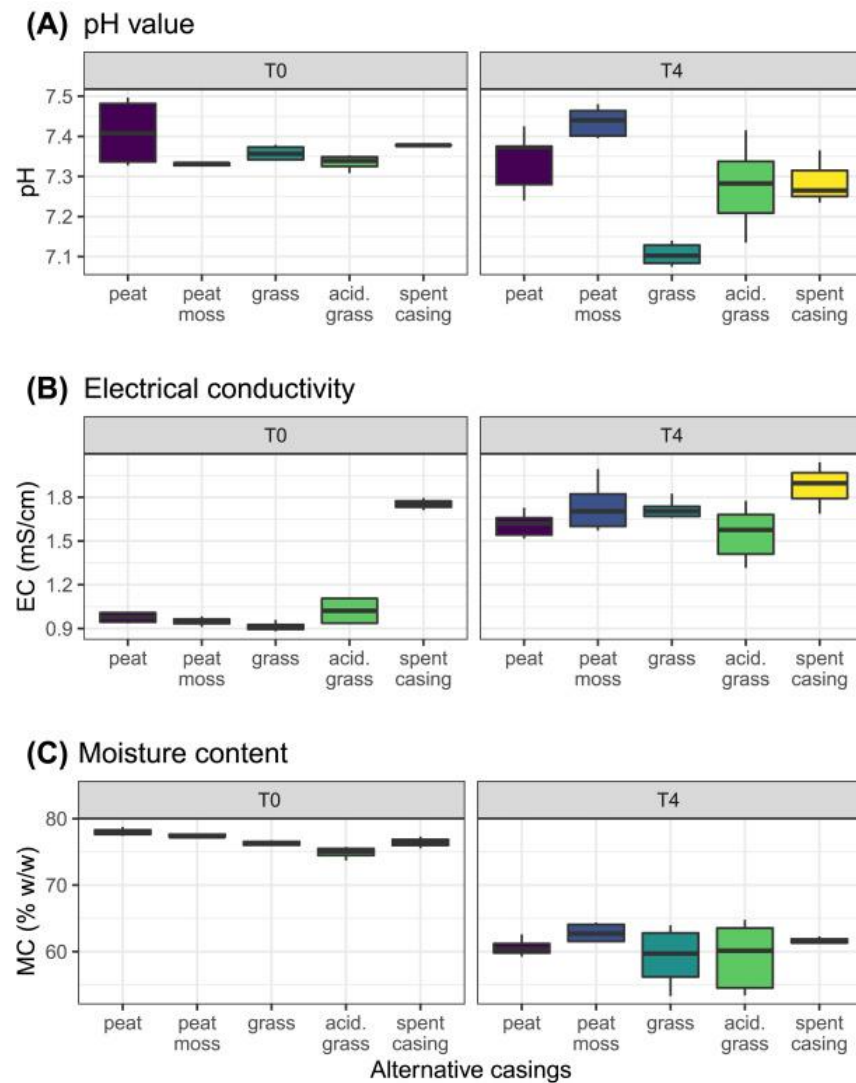 (A) pH value
T0 T4
7.5
7.4
7.3
7.2
7.1
pH
peat peat moss grass acid. grass spent casing peat peat moss grass acid. grass spent casing
(B) Electrical conductivity
T0 T4
1.8
1.5
1.2
0.9
EC (mS/cm)
peat peat moss grass acid. grass spent casing peat peat moss grass acid. grass spent casing
(C) Moisture content
T0 T4
80
70
60
MC (% w/w)
peat peat moss grass acid. grass spent casing peat peat moss grass acid. grass spent casing
Alternative casings